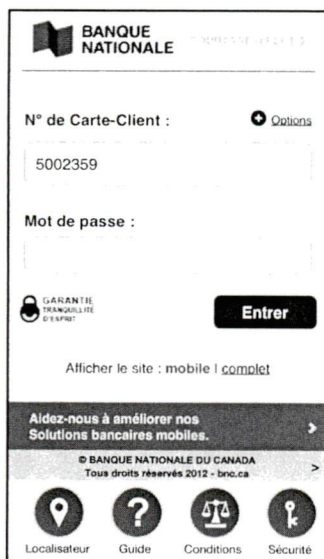 BANQUE
NATIONALE
N° de Carte-Client :
Options
5002359
Mot de passe :
GARANTIE
TRANQUILLITÉ
D'ESPRIT
Entrer
Afficher le site : mobile | complet
Aidez-nous à améliorer nos
Solutions bancaires mobiles. >
© BANQUE NATIONALE DU CANADA
Tous droits réservés 2012 - bnc.ca >
Localisateur Guide Conditions Sécurité